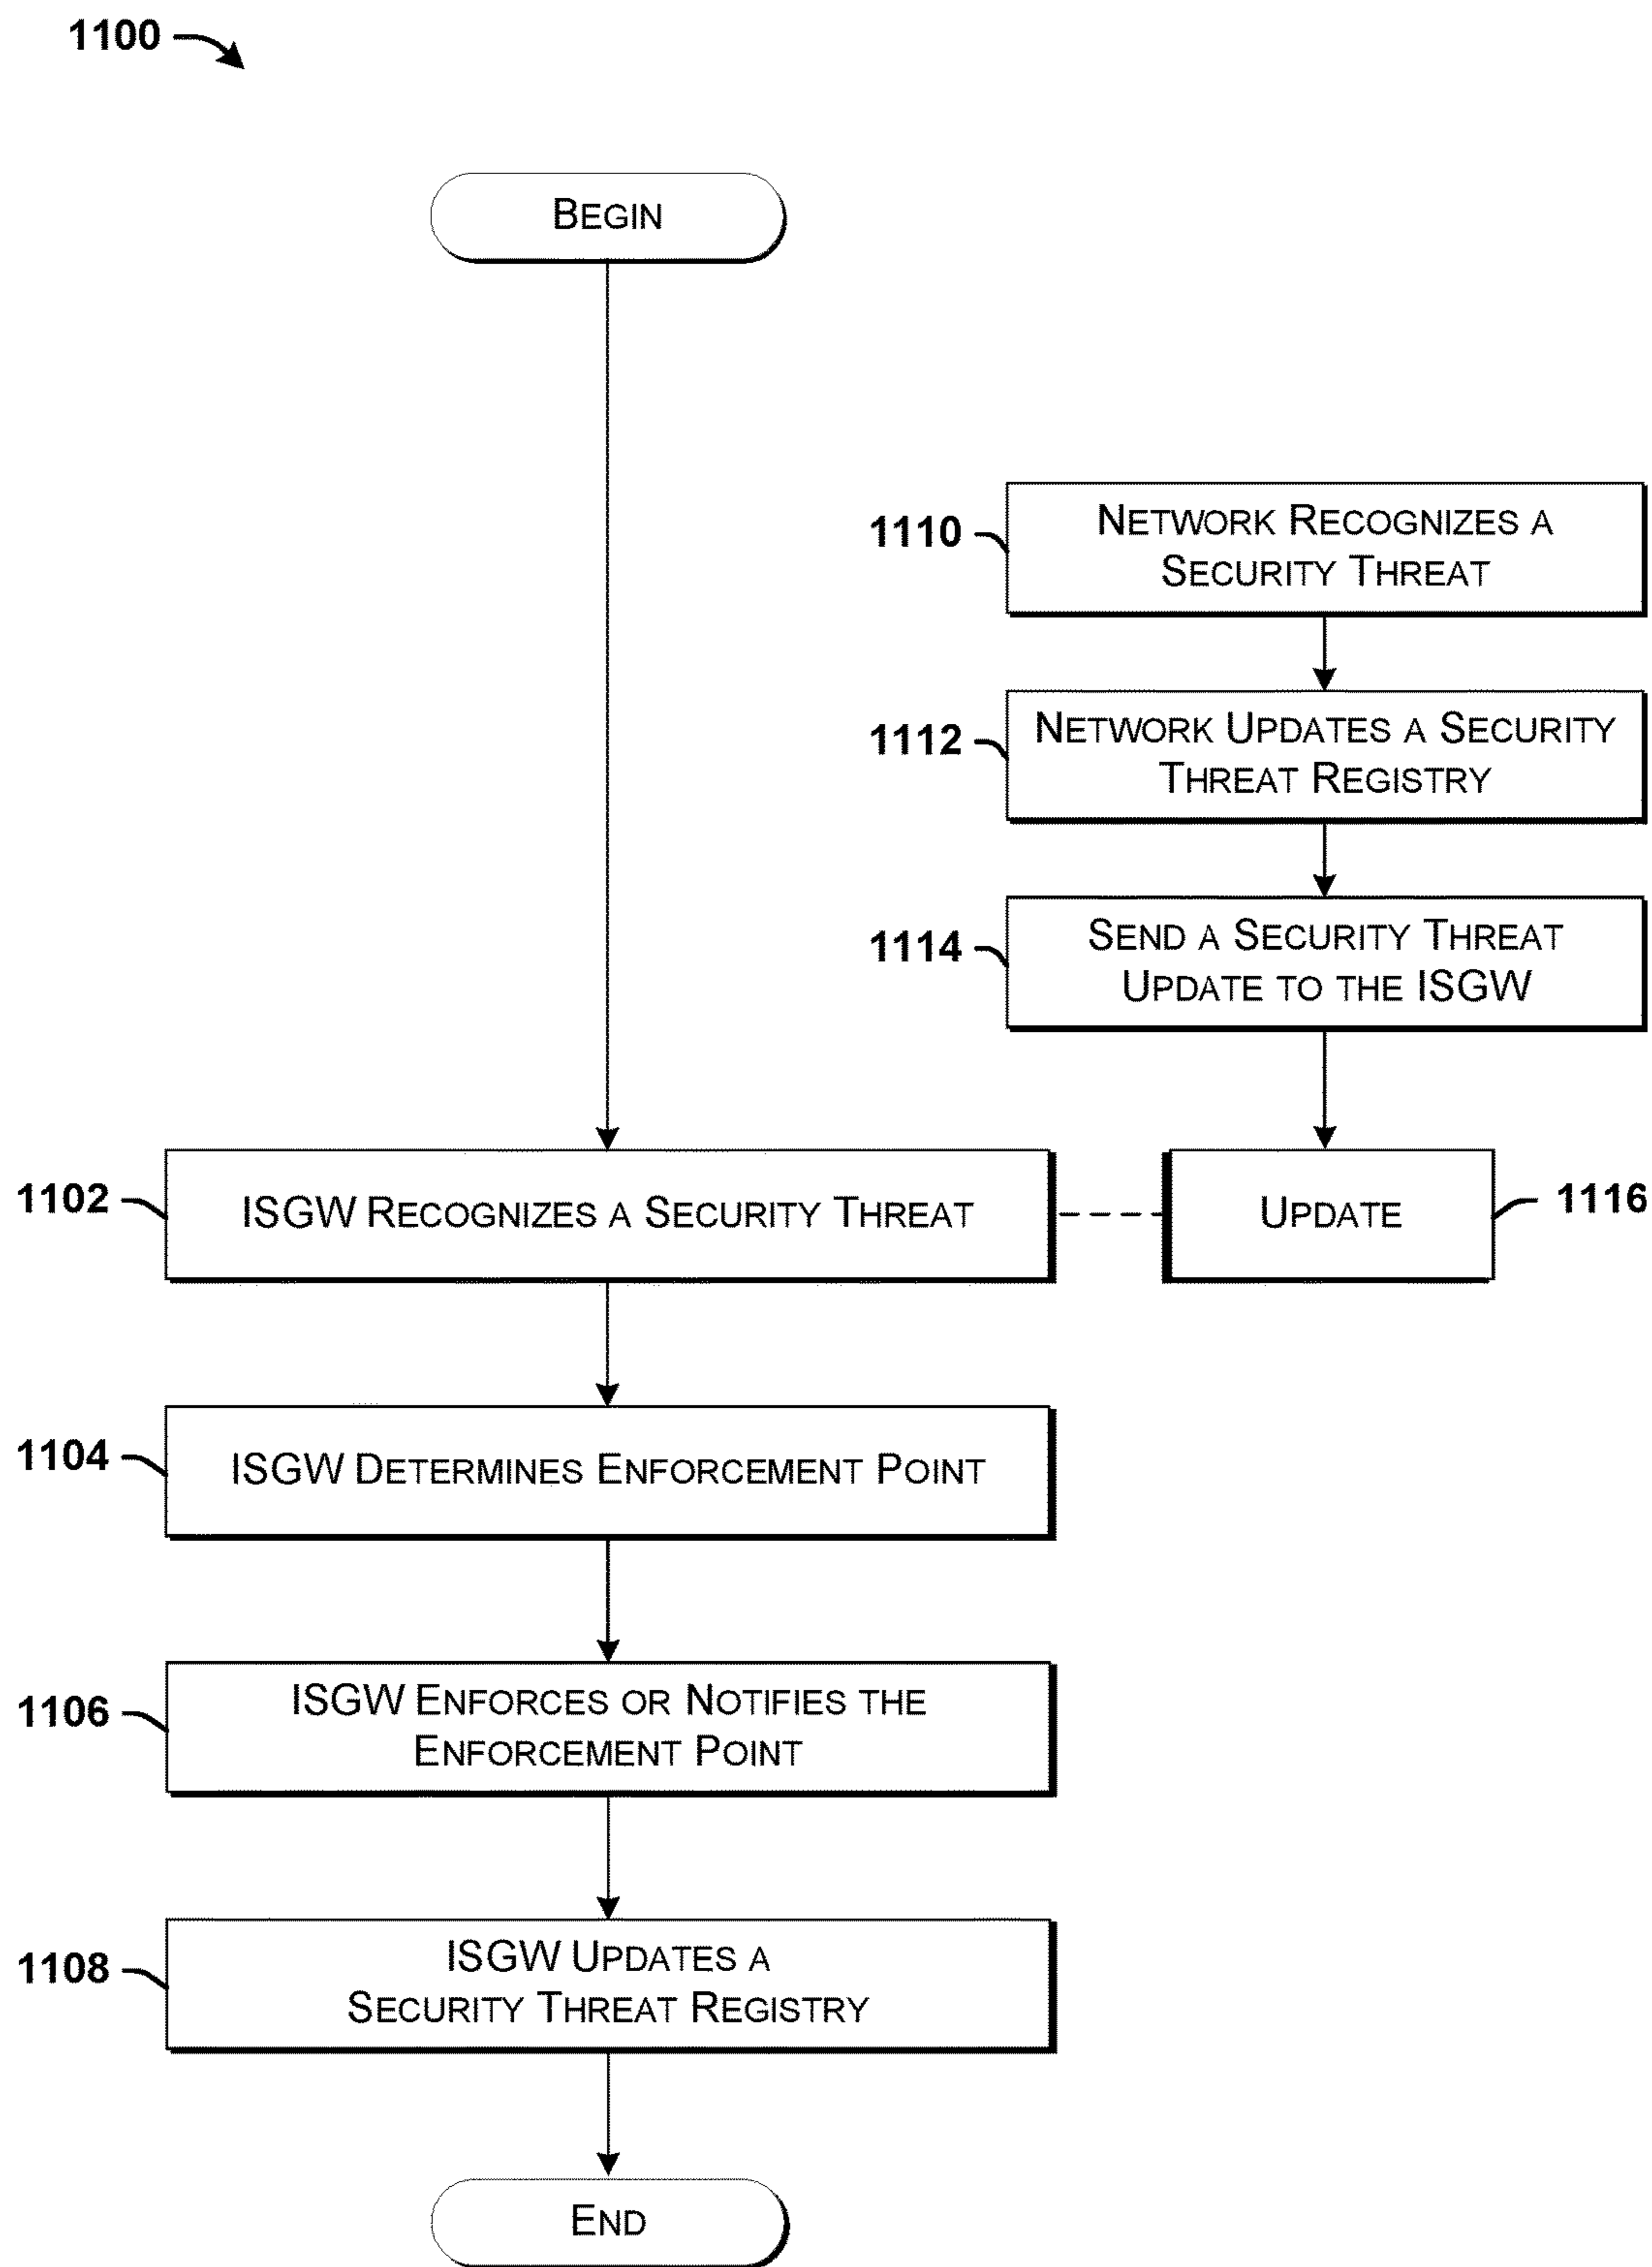 1100
BEGIN
1110
NETWORK RECOGNIZES A
SECURITY THREAT
1112
NETWORK UPDATES A SECURITY
THREAT REGISTRY
1114
SEND A SECURITY THREAT
UPDATE TO THE ISGW
1102
ISGW RECOGNIZES A SECURITY THREAT
UPDATE
1116
1104
ISGW DETERMINES ENFORCEMENT POINT
1106
ISGW ENFORCES OR NOTIFIES THE
ENFORCEMENT POINT
1108
ISGW UPDATES A
SECURITY THREAT REGISTRY
END